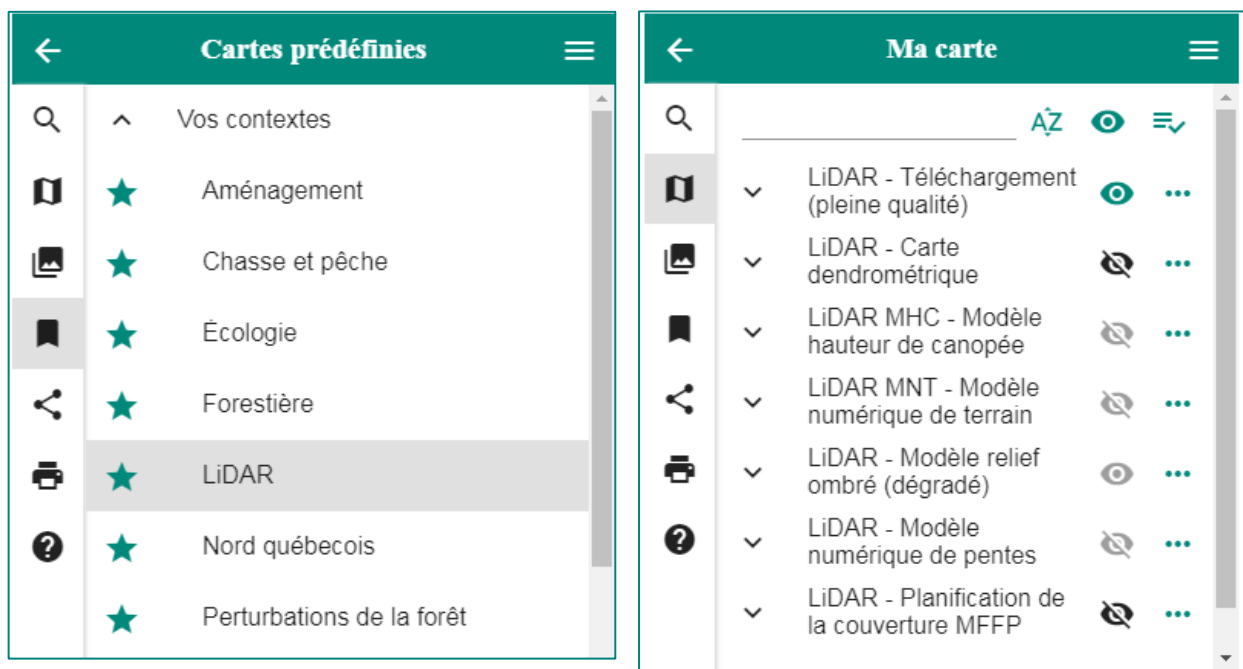 Cartes prédéfinies
Vos contextes
Aménagement
Chasse et pêche
Écologie
Forestière
LiDAR
Nord québecois
Perturbations de la forêt
Ma carte
AZ
LiDAR - Téléchargement
(pleine qualité)
LiDAR - Carte
dendrométrique
LiDAR MHC - Modèle
hauteur de canopée
LiDAR MNT - Modèle
numérique de terrain
LiDAR - Modèle relief
ombré (dégradé)
LiDAR - Modèle
numérique de pentes
LiDAR - Planification de
la couverture MFFP